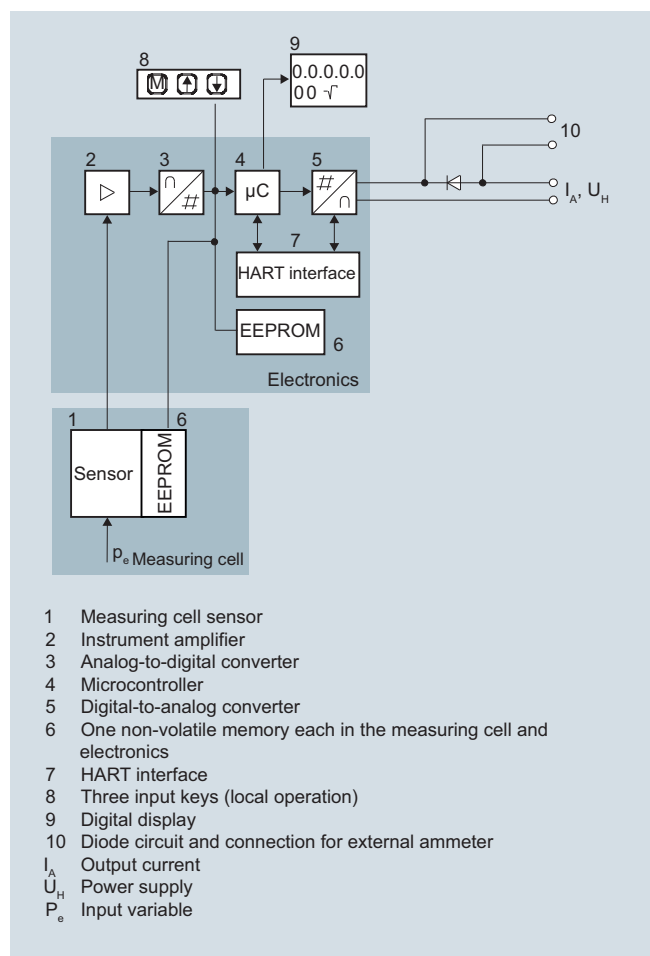 8
M
9
0.0.0.0.0
00 √
10
2
3
4
5
∩
#
µC
#
∩
I_A, U_H
7
HART interface
EEPROM
6
Electronics
1
6
Sensor
EEPROM
p_e Measuring cell
1 Measuring cell sensor
2 Instrument amplifier
3 Analog-to-digital converter
4 Microcontroller
5 Digital-to-analog converter
6 One non-volatile memory each in the measuring cell and
electronics
7 HART interface
8 Three input keys (local operation)
9 Digital display
10 Diode circuit and connection for external ammeter
I_A Output current
U_H Power supply
P_e Input variable